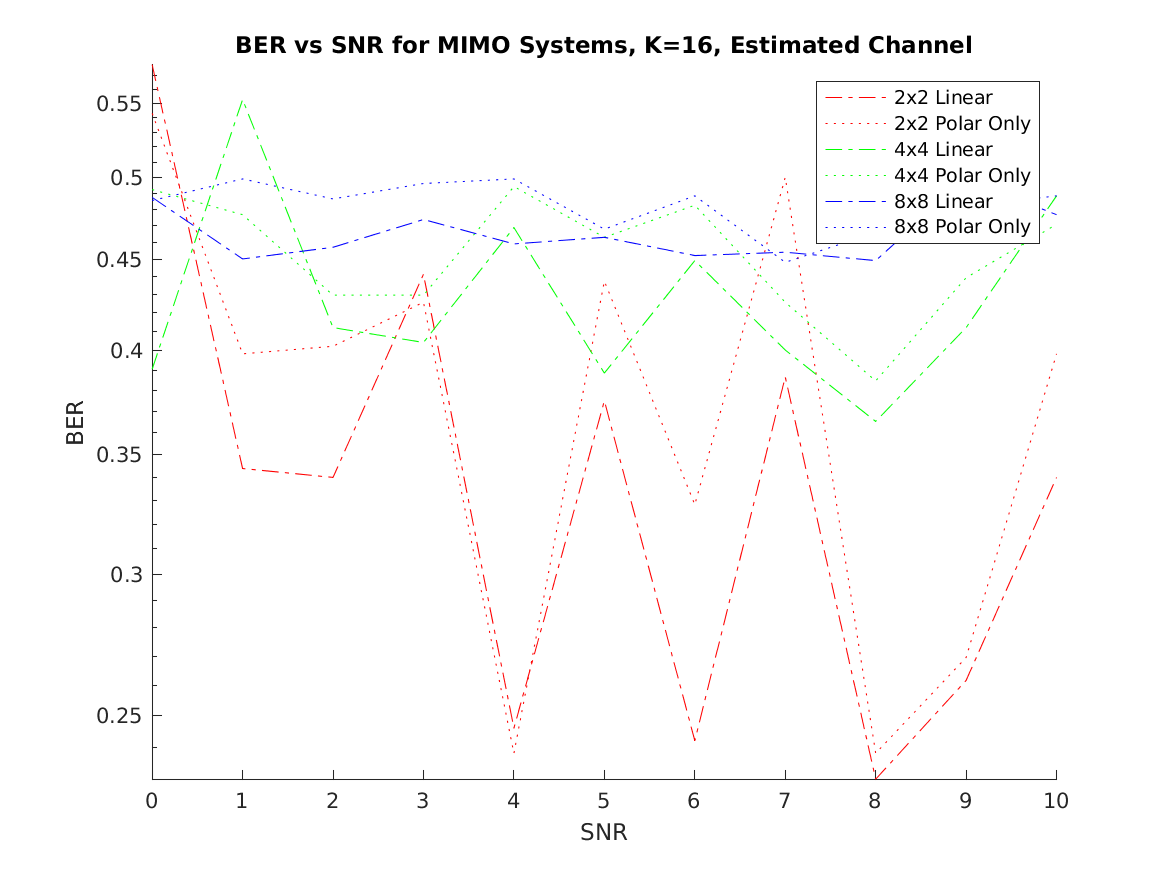 BER vs SNR for MIMO Systems, K=16, Estimated Channel
2x2 Linear
2x2 Polar Only
4x4 Linear
4x4 Polar Only
8x8 Linear
8x8 Polar Only
0.55
0.5
0.45
0.4
0.35
0.3
0.25
BER
0 1 2 3 4 5 6 7 8 9 10
SNR